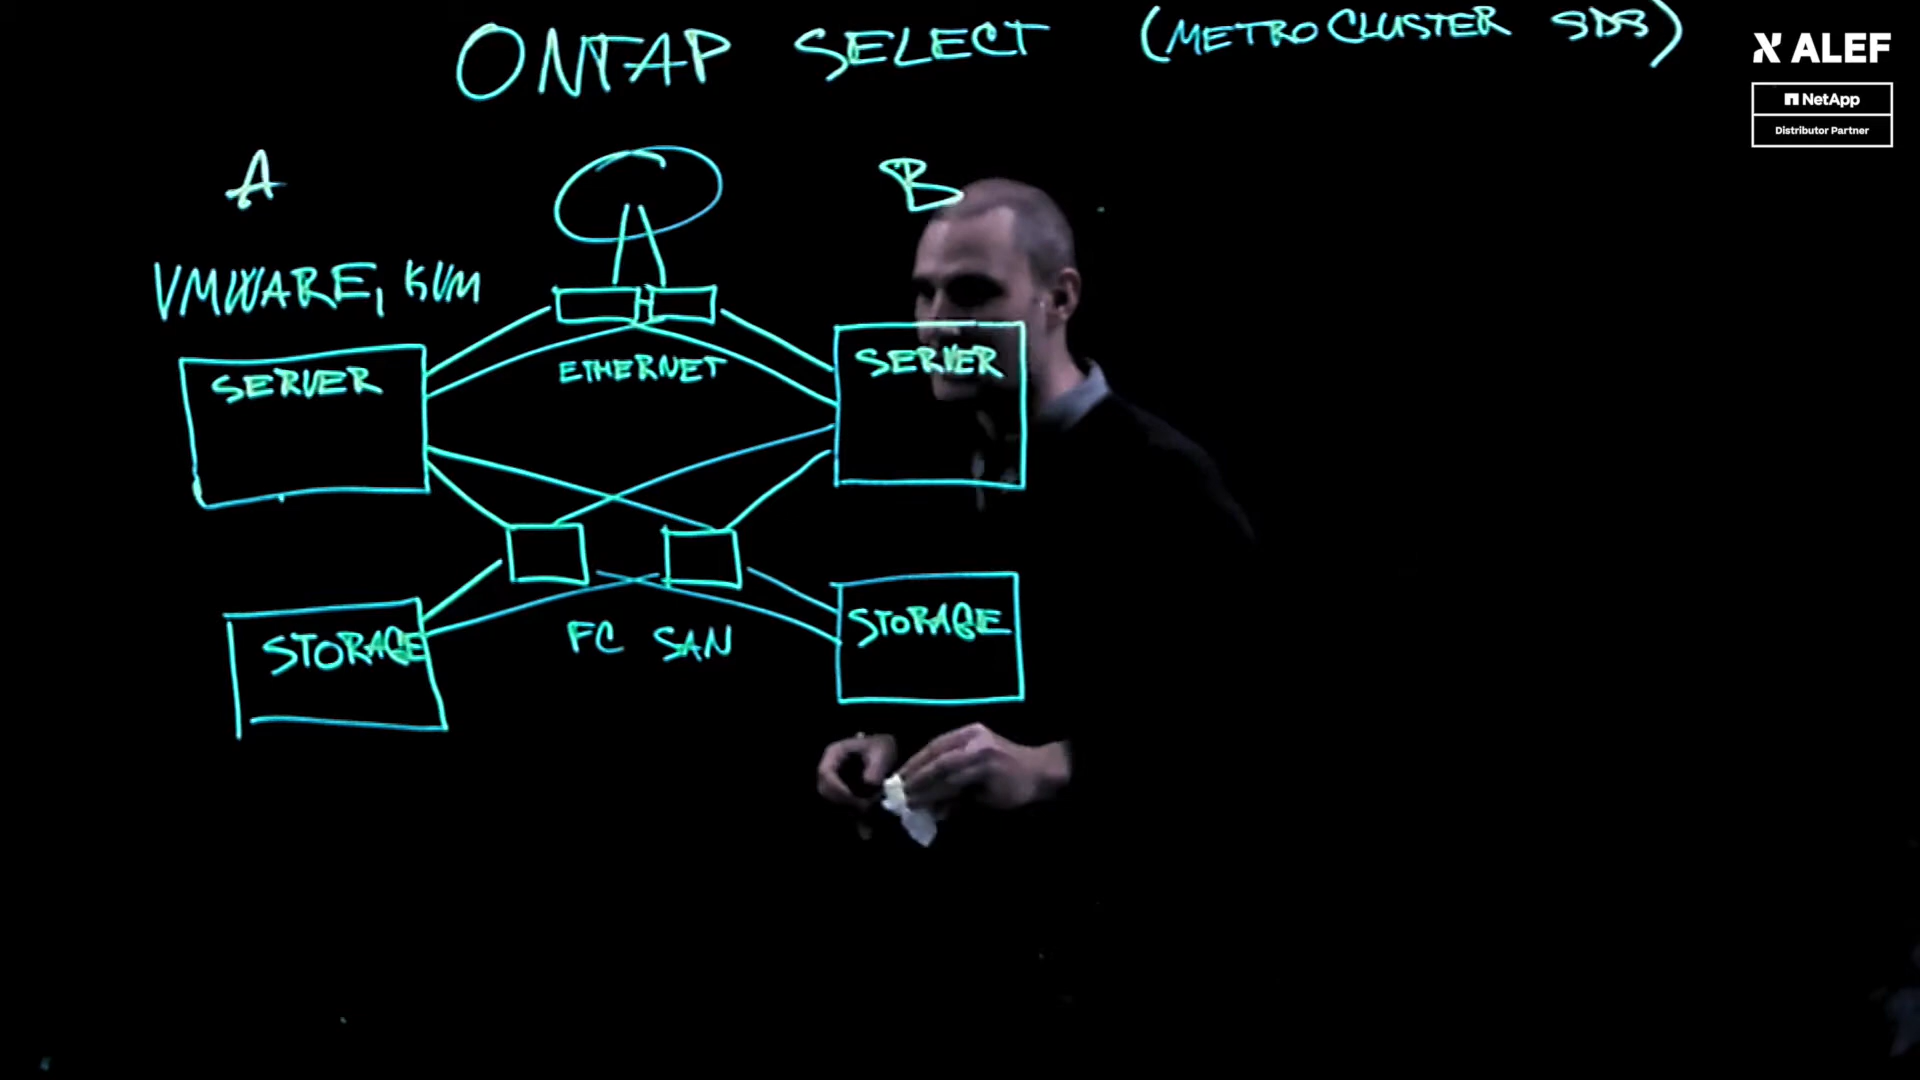 ONTAP SELECT (METROCLUSTER SDS)
ALEF
NetApp
Distributor Partner
A
B
VMWARE, KVM
SERVER
ETHERNET
SERVER
STORAGE
FC SAN
STORAGE